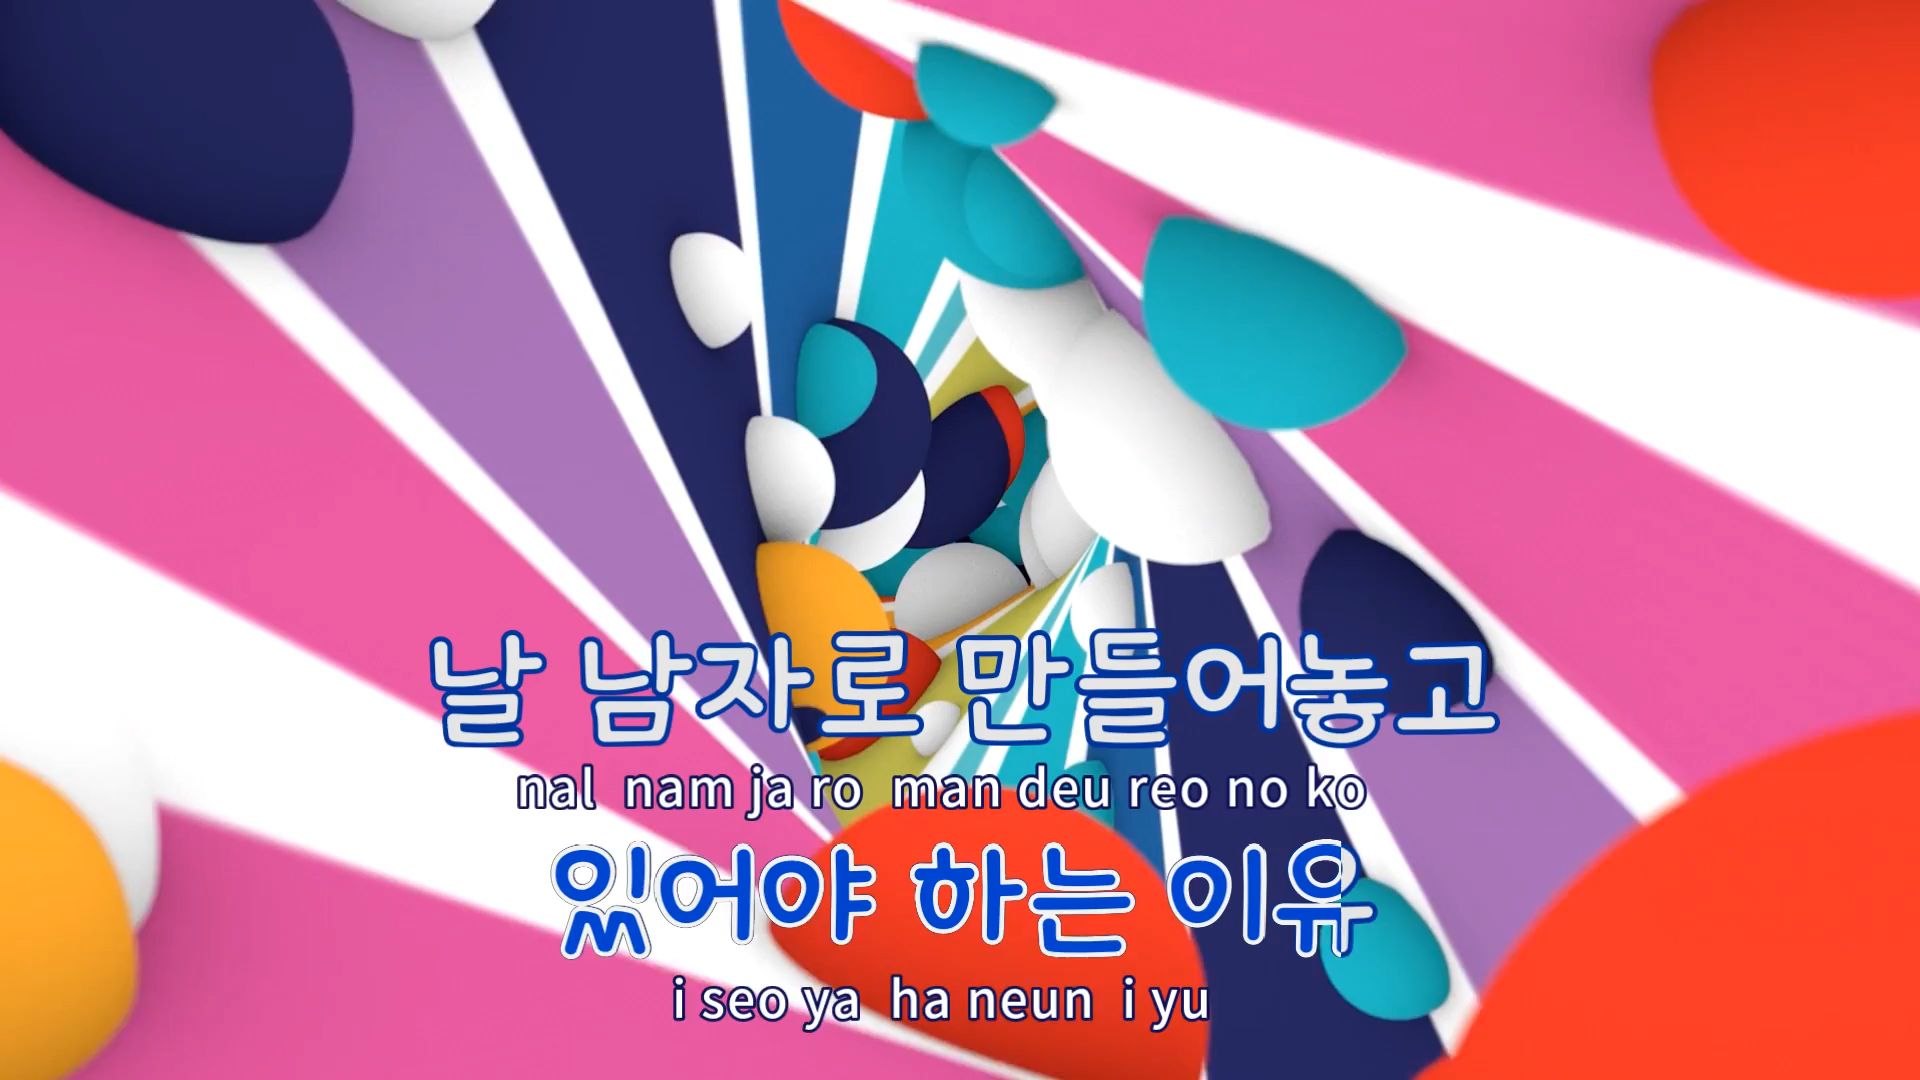 날 남자로 만들어놓고
nal nam ja ro man deu reo no ko
있어야 하는 이유
i seo ya ha neun i yu